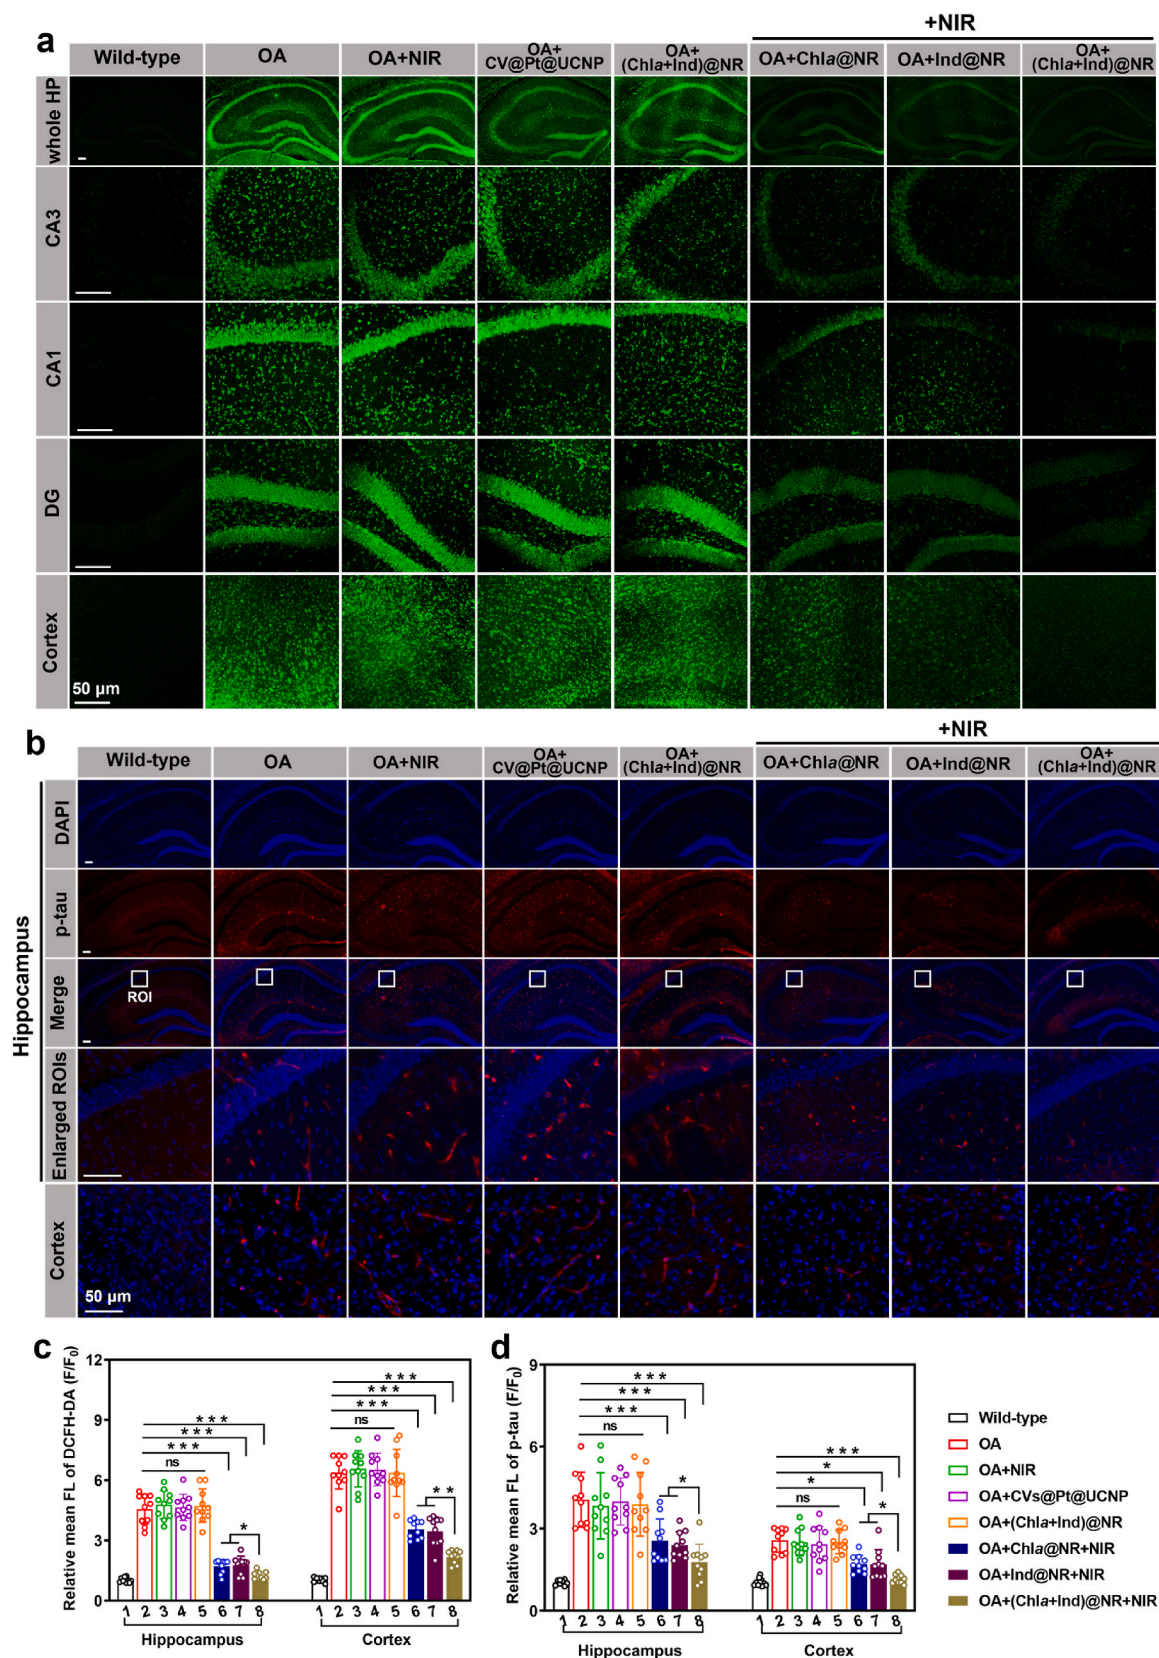 a
+NIR
Wild-type
OA
OA+NIR
OA+
CV@Pt@UCNP
OA+
(Chla+Ind)@NR
OA+Chla@NR
OA+Ind@NR
OA+
(Chla+Ind)@NR
whole HP
CA3
CA1
DG
Cortex
50 µm
b
+NIR
Wild-type
OA
OA+NIR
OA+
CV@Pt@UCNP
OA+
(Chla+Ind)@NR
OA+Chla@NR
OA+Ind@NR
OA+
(Chla+Ind)@NR
Hippocampus
DAPI
p-tau
Merge
ROI
Enlarged ROIs
Cortex
50 µm
c
Relative mean FL of DCFH-DA (F/F₀)
12
9
6
3
0
* * *
* * *
* * *
ns
*
* * *
* * *
* * *
ns
* *
1 2 3 4 5 6 7 8
1 2 3 4 5 6 7 8
Hippocampus
Cortex
d
Relative mean FL of p-tau (F/F₀)
9
6
3
0
* * *
* * *
* * *
ns
*
* * *
*
*
ns
*
1 2 3 4 5 6 7 8
1 2 3 4 5 6 7 8
Hippocampus
Cortex
Wild-type
OA
OA+NIR
OA+CVs@Pt@UCNP
OA+(Chla+Ind)@NR
OA+Chla@NR+NIR
OA+Ind@NR+NIR
OA+(Chla+Ind)@NR+NIR